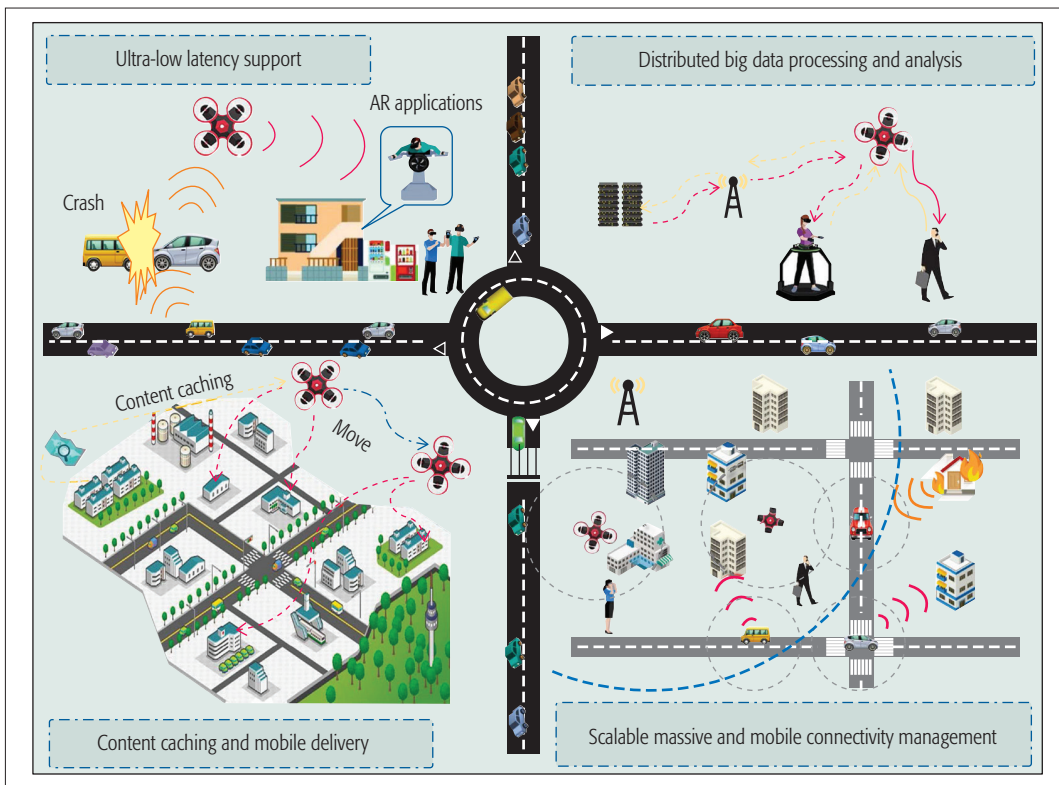 Ultra-low latency support
Distributed big data processing and analysis
AR applications
Crash
Content caching
Move
Content caching and mobile delivery
Scalable massive and mobile connectivity management